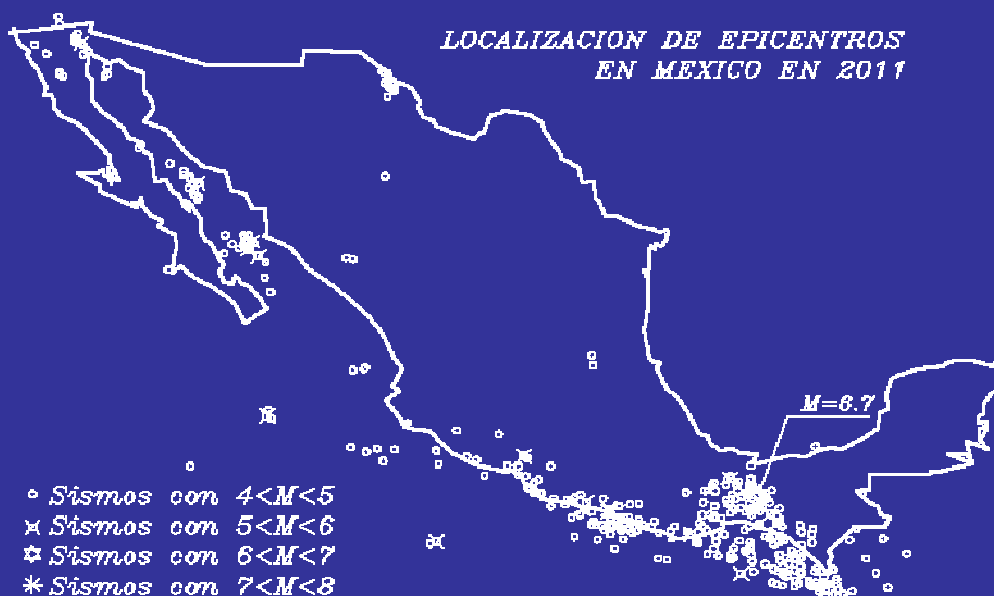 LOCALIZACION DE EPICENTROS
EN MEXICO EN 2011
M=6.7
Sismos con 4<M<5
Sismos con 5<M<6
Sismos con 6<M<7
Sismos con 7<M<8